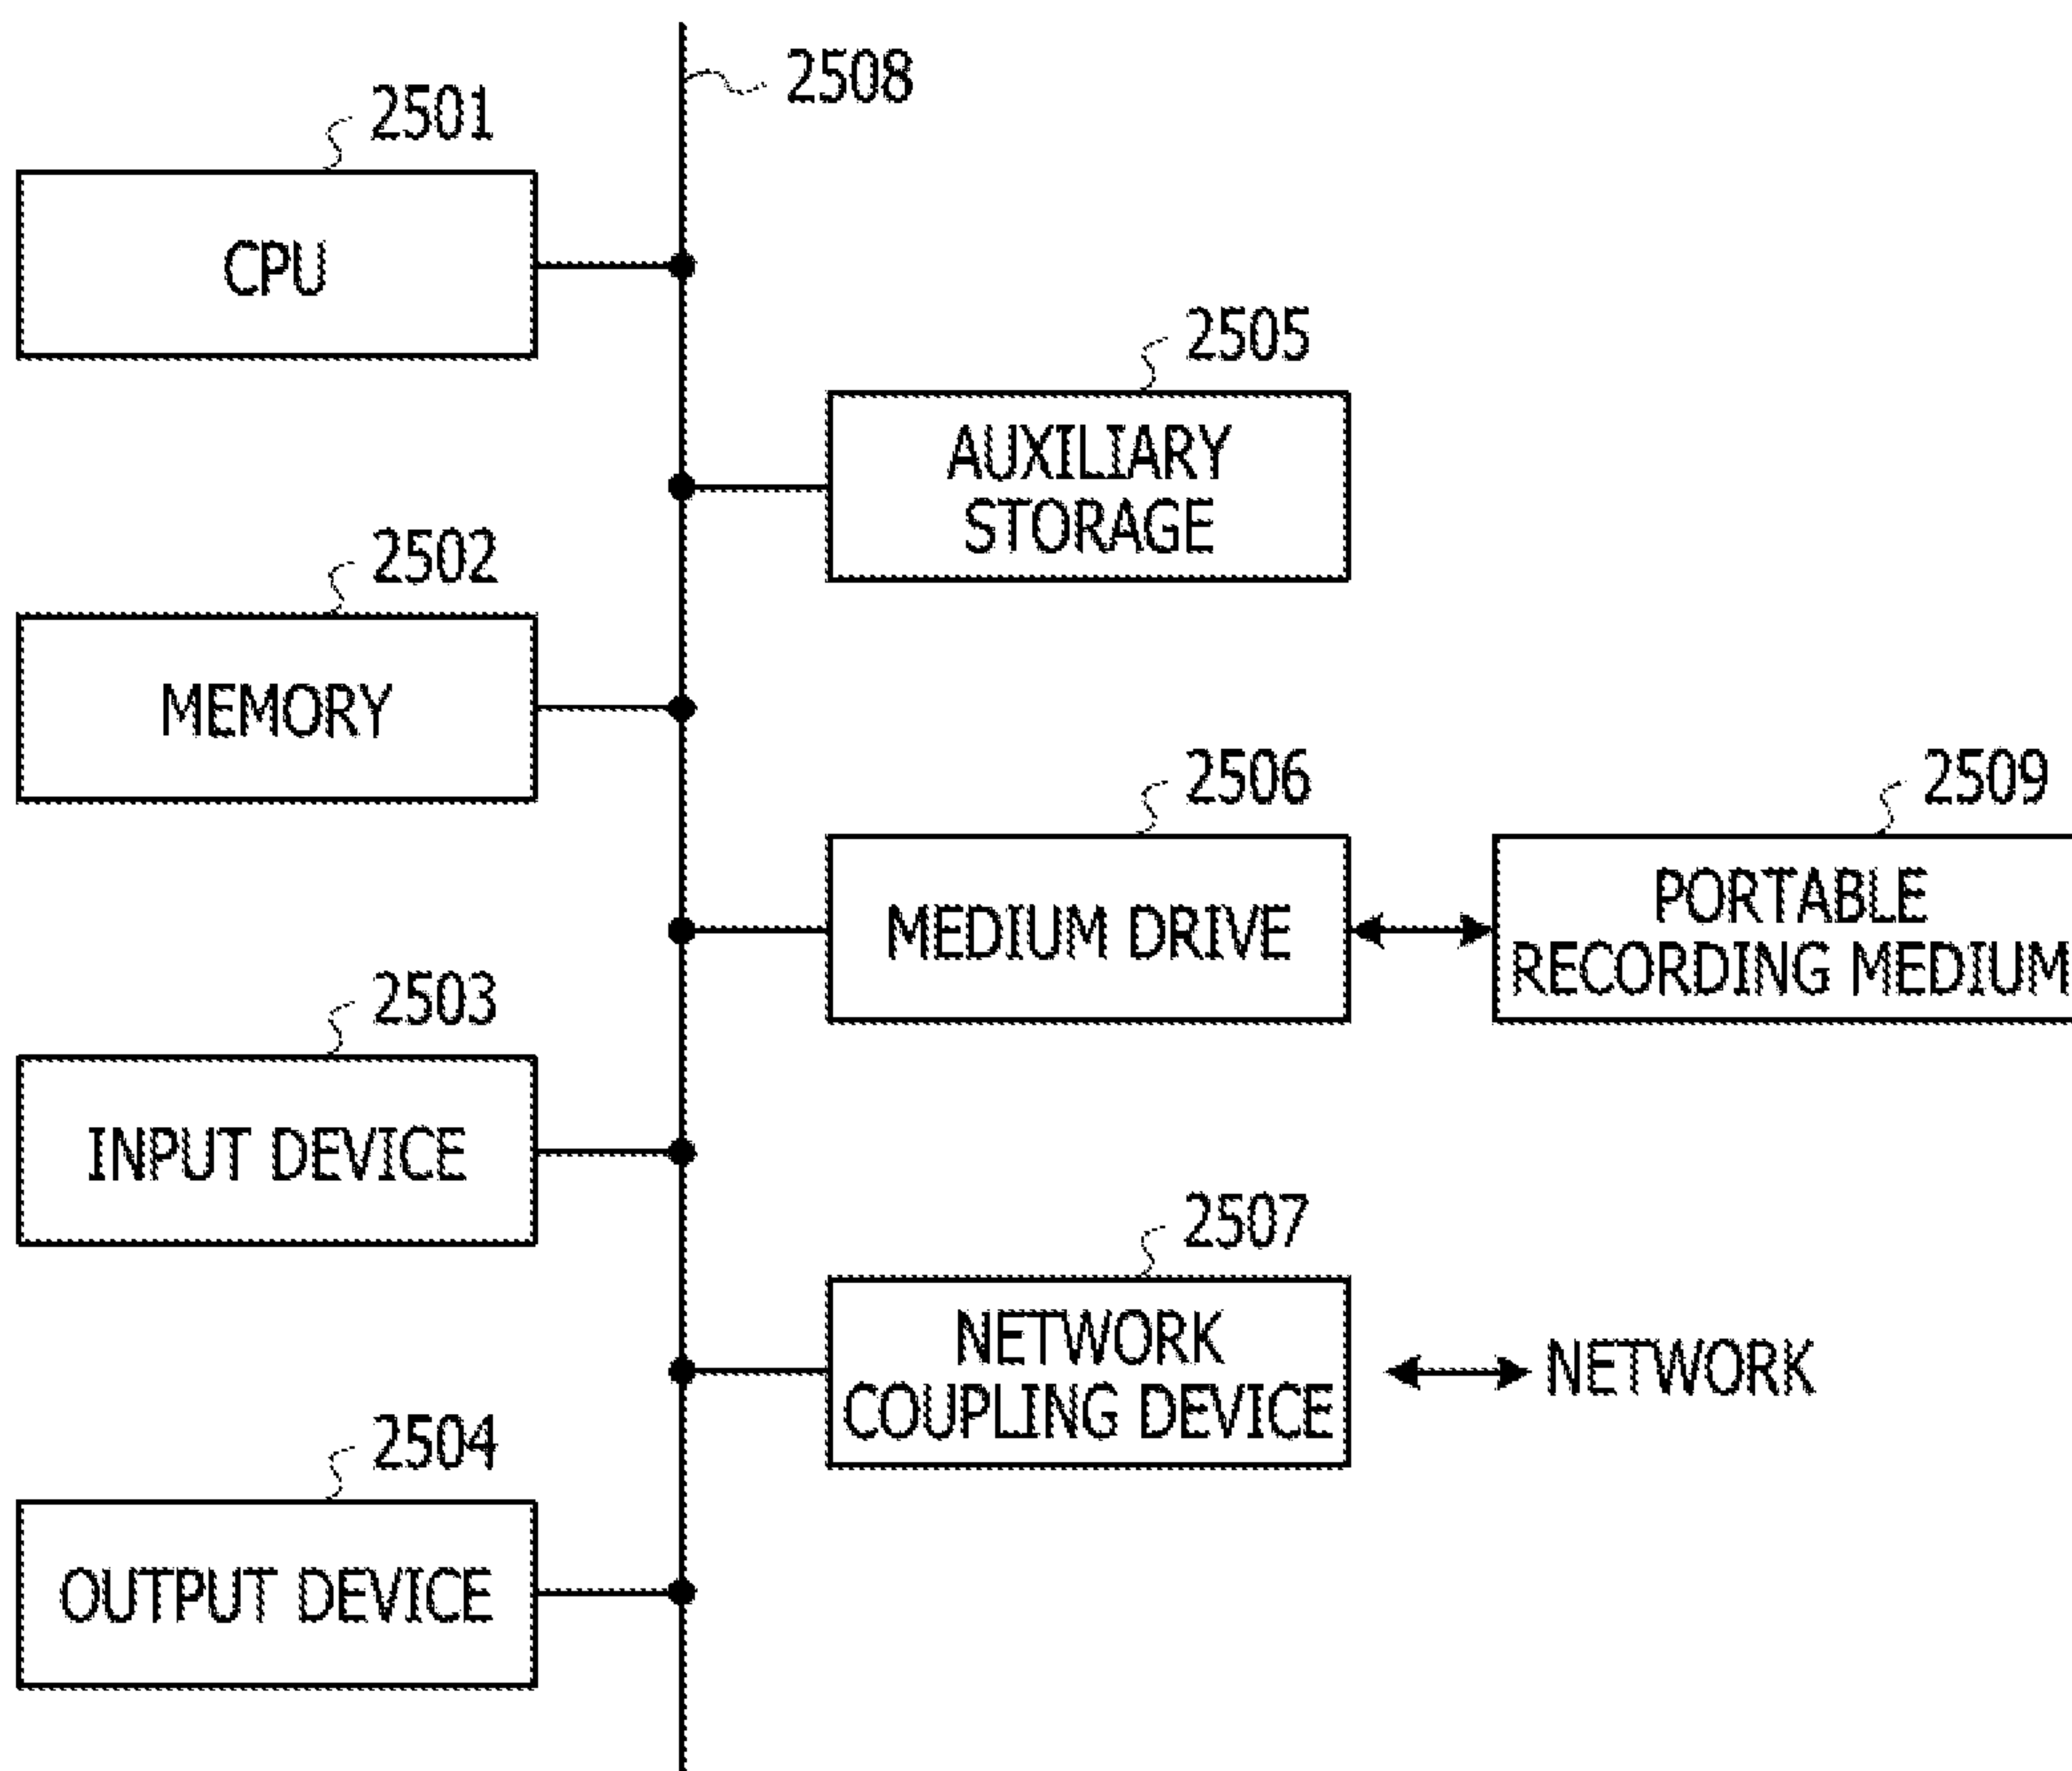 2508
2501
CPU
2505
AUXILIARY
STORAGE
2502
MEMORY
2506
MEDIUM DRIVE
2509
PORTABLE
RECORDING MEDIUM
2503
INPUT DEVICE
2507
NETWORK
COUPLING DEVICE
NETWORK
2504
OUTPUT DEVICE